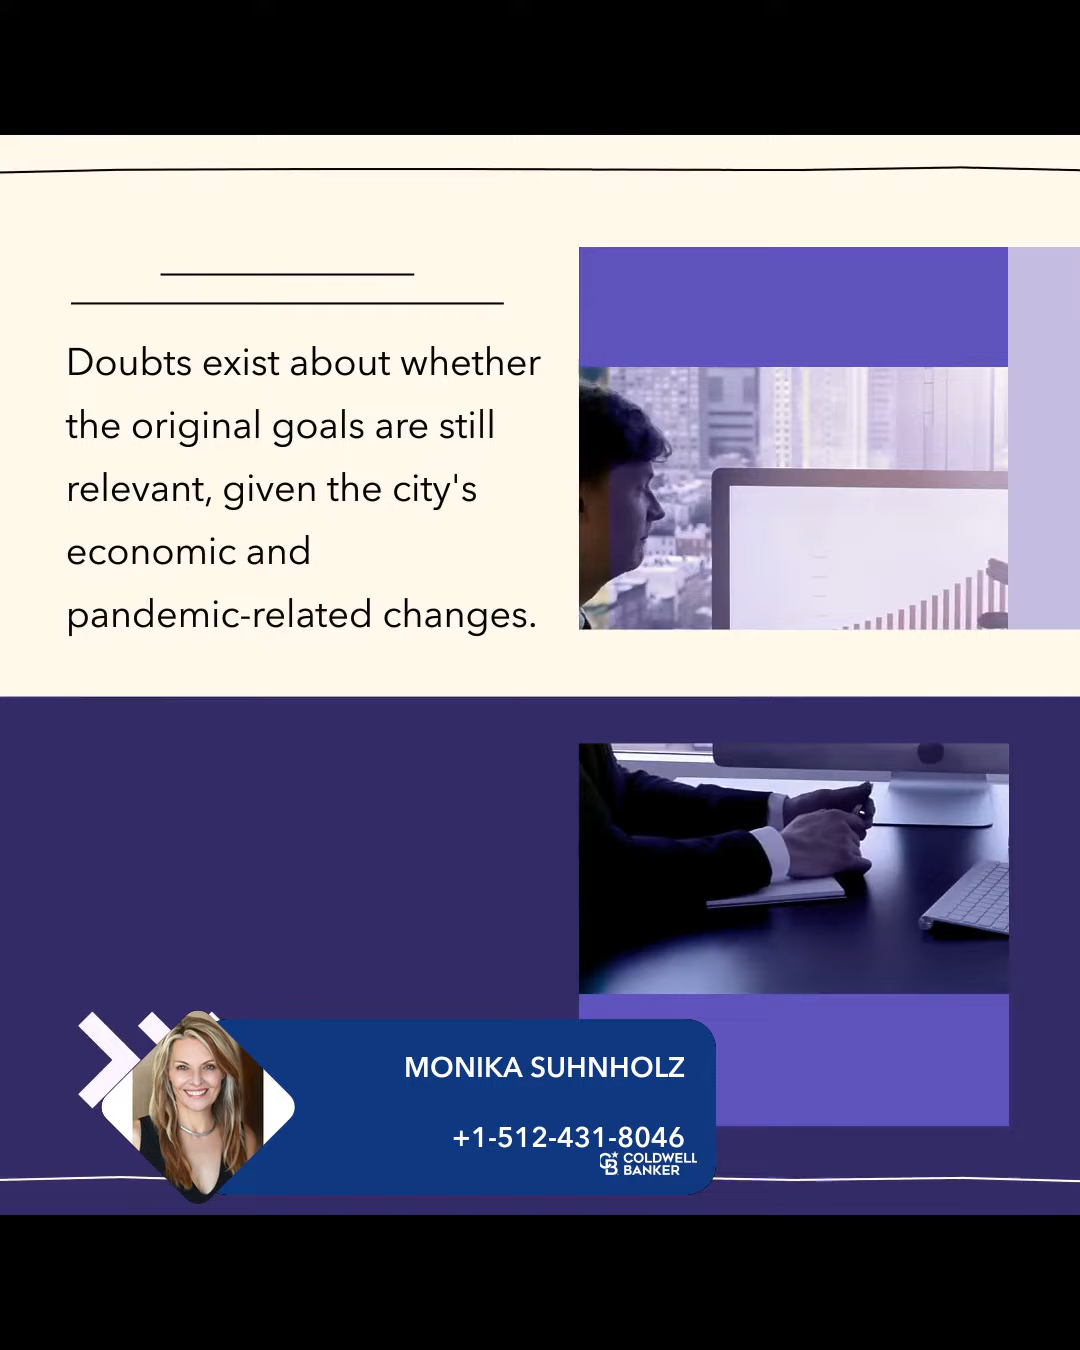 Doubts exist about whether
the original goals are still
relevant, given the city's
economic and
pandemic-related changes.
MONIKA SUHNHOLZ
+1-512-431-8046
CB COLDWELL
BANKER